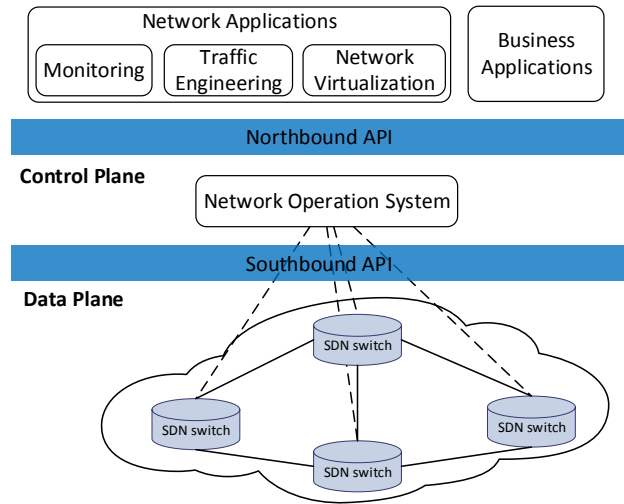 Network Applications
Monitoring
Traffic
Engineering
Network
Virtualization
Business
Applications
Northbound API
Control Plane
Network Operation System
Southbound API
Data Plane
SDN switch
SDN switch
SDN switch
SDN switch